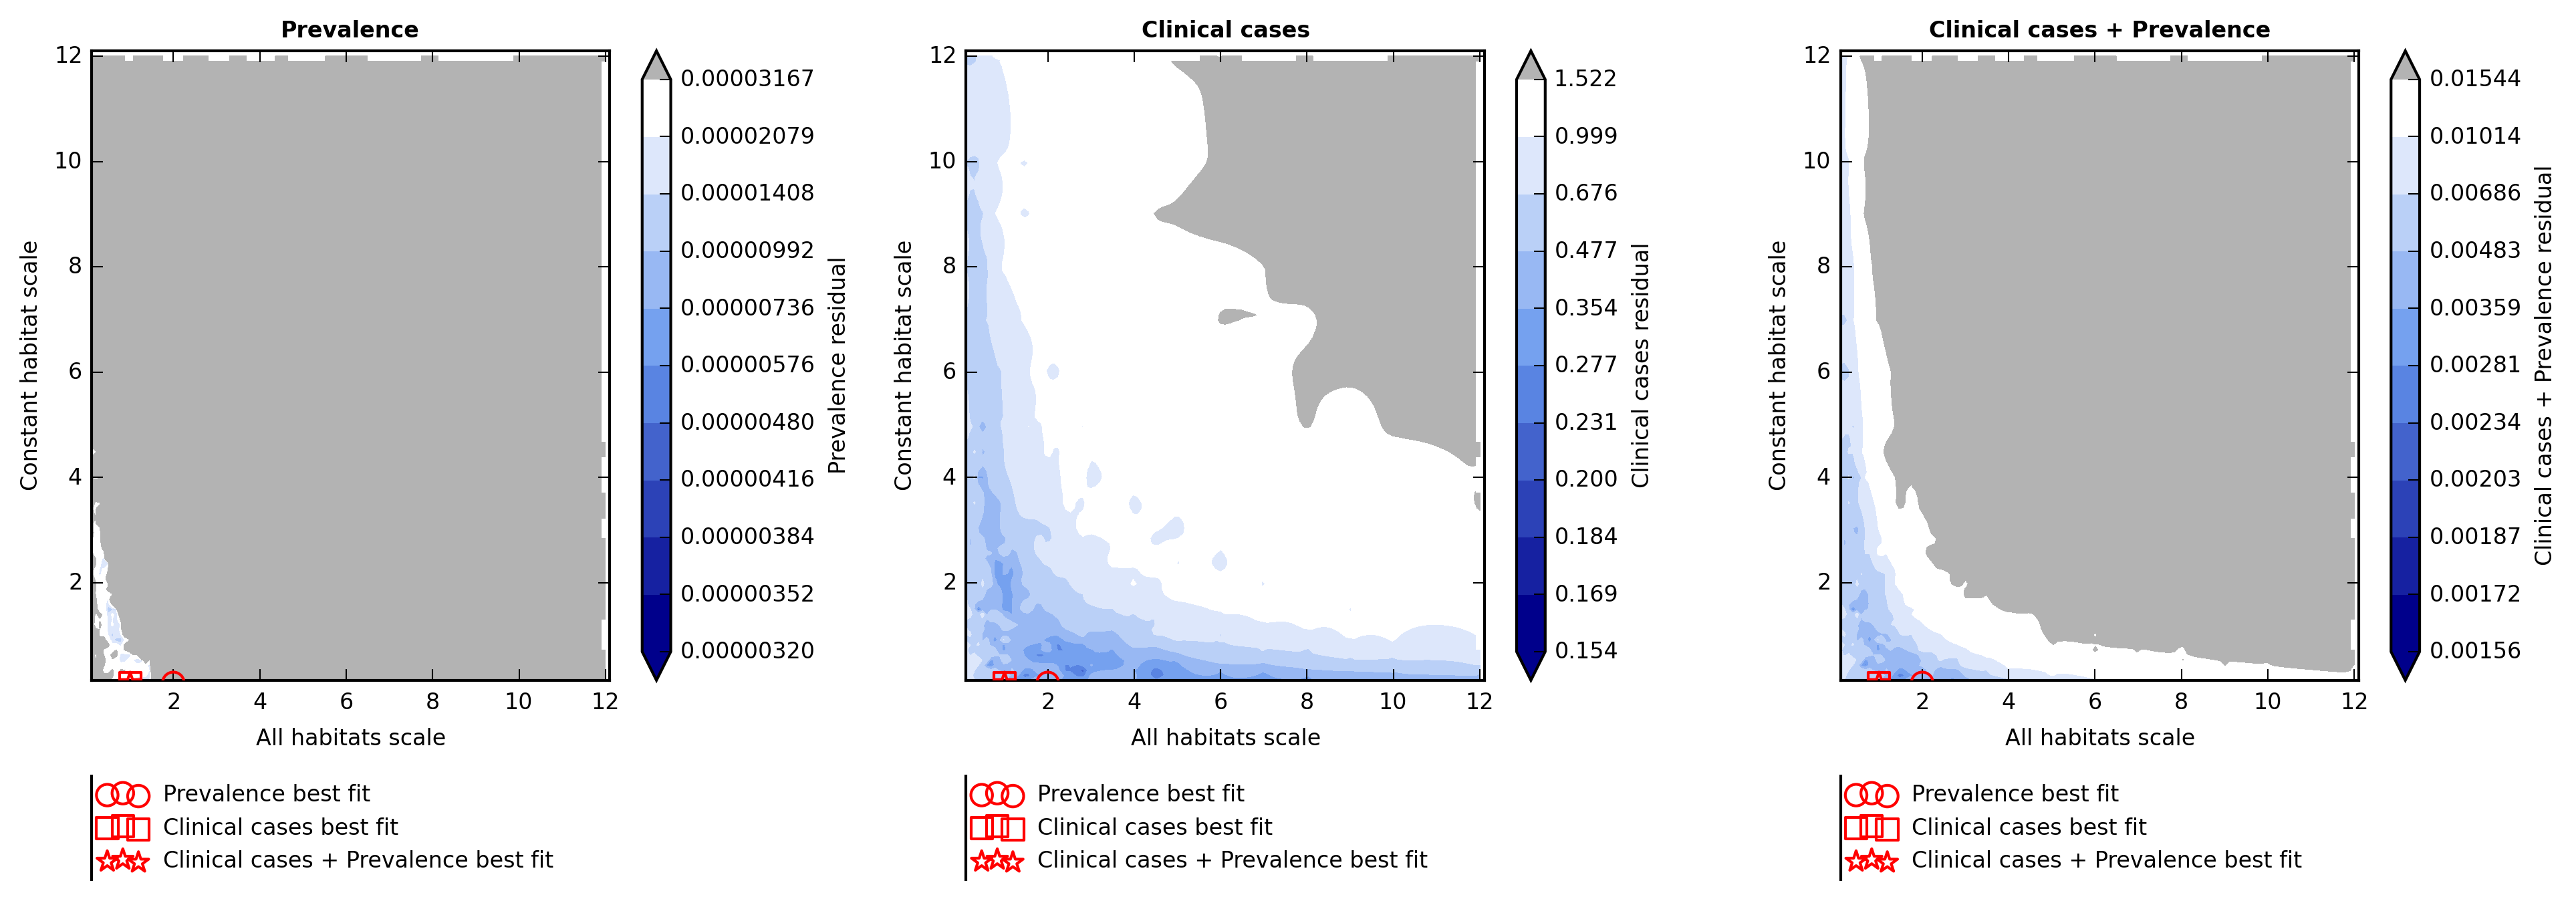 Prevalence
Constant habitat scale
12
10
8
6
4
2
2 4 6 8 10 12
All habitats scale
0.00003167
0.00002079
0.00001408
0.00000992
0.00000736
0.00000576
0.00000480
0.00000416
0.00000384
0.00000352
0.00000320
Prevalence residual
Prevalence best fit
Clinical cases best fit
Clinical cases + Prevalence best fit
Clinical cases
Constant habitat scale
12
10
8
6
4
2
2 4 6 8 10 12
All habitats scale
1.522
0.999
0.676
0.477
0.354
0.277
0.231
0.200
0.184
0.169
0.154
Clinical cases residual
Prevalence best fit
Clinical cases best fit
Clinical cases + Prevalence best fit
Clinical cases + Prevalence
Constant habitat scale
12
10
8
6
4
2
2 4 6 8 10 12
All habitats scale
0.01544
0.01014
0.00686
0.00483
0.00359
0.00281
0.00234
0.00203
0.00187
0.00172
0.00156
Clinical cases + Prevalence residual
Prevalence best fit
Clinical cases best fit
Clinical cases + Prevalence best fit